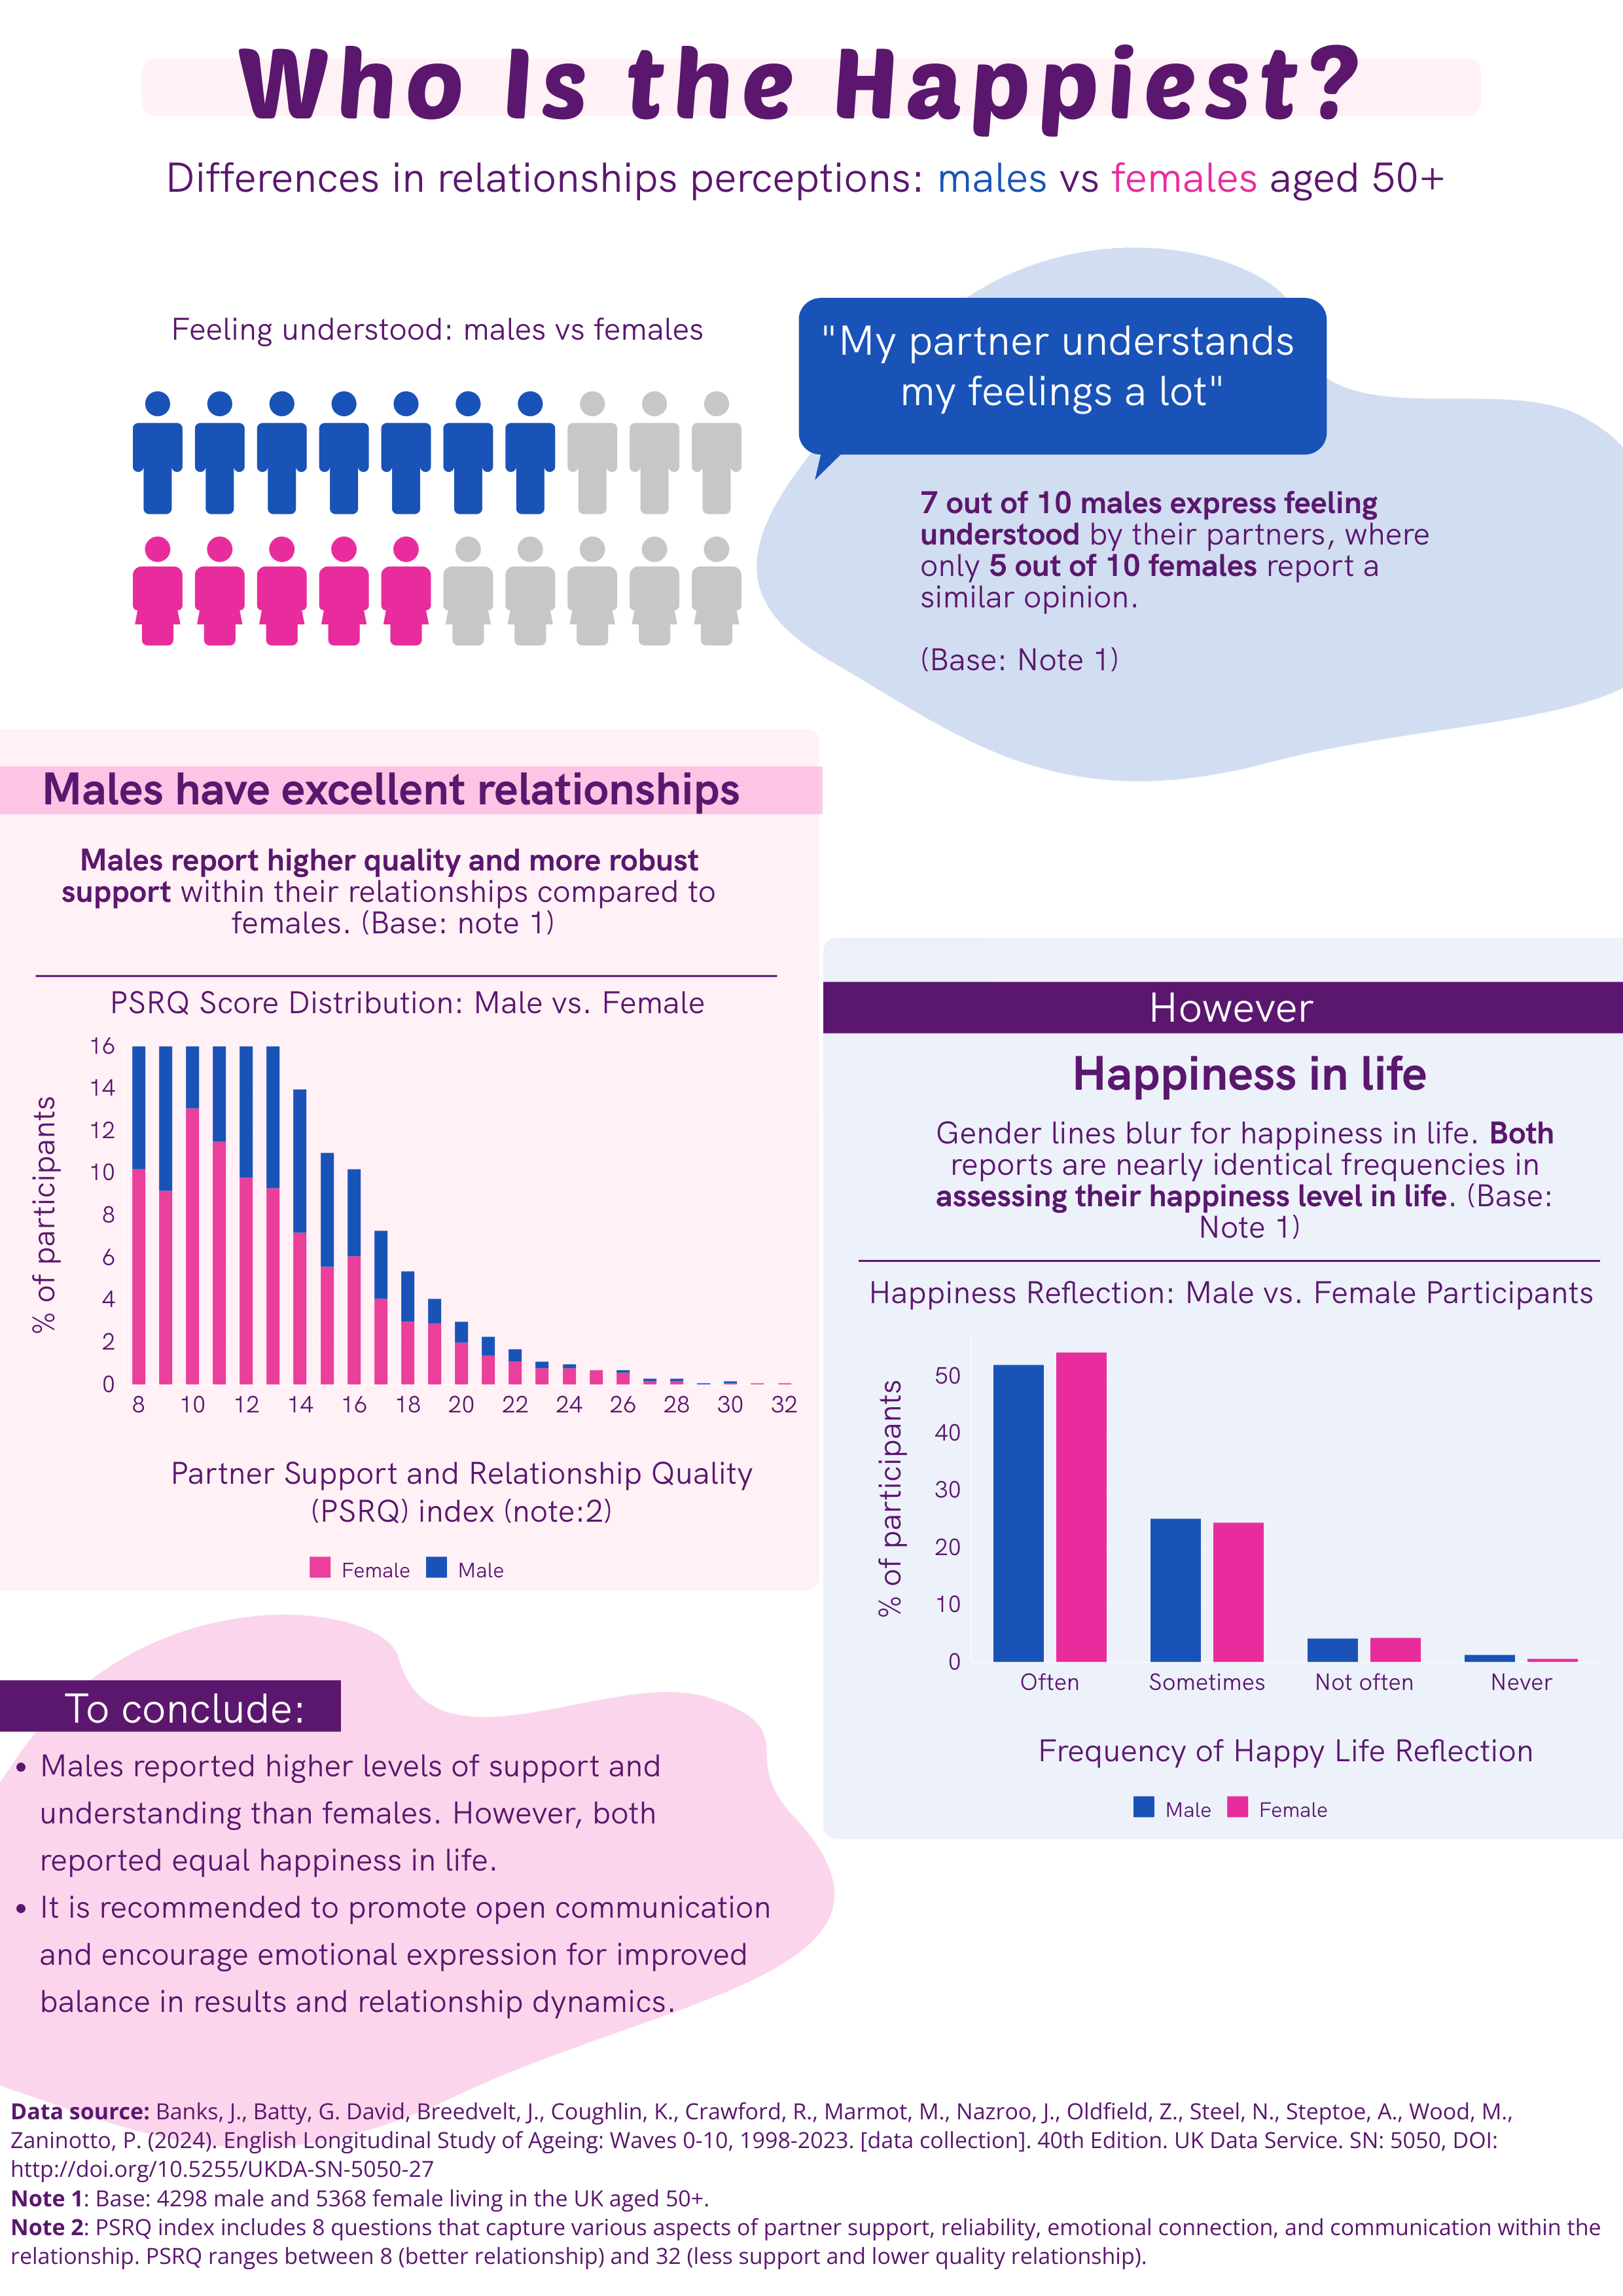 Who Is the Happiest?
Differences in relationships perceptions: males vs females aged 50+
Feeling understood: males vs females
"My partner understands
my feelings a lot"
7 out of 10 males express feeling
understood by their partners, where
only 5 out of 10 females report a
similar opinion.
(Base: Note 1)
Males have excellent relationships
Males report higher quality and more robust
support within their relationships compared to
females. (Base: note 1)
PSRQ Score Distribution: Male vs. Female
% of participants
16
14
12
10
8
6
4
2
0
8 10 12 14 16 18 20 22 24 26 28 30 32
Partner Support and Relationship Quality
(PSRQ) index (note:2)
Female Male
However
Happiness in life
Gender lines blur for happiness in life. Both
reports are nearly identical frequencies in
assessing their happiness level in life. (Base:
Note 1)
Happiness Reflection: Male vs. Female Participants
% of participants
50
40
30
20
10
0
Often Sometimes Not often Never
Frequency of Happy Life Reflection
Male Female
To conclude:
• Males reported higher levels of support and
understanding than females. However, both
reported equal happiness in life.
• It is recommended to promote open communication
and encourage emotional expression for improved
balance in results and relationship dynamics.
Data source: Banks, J., Batty, G. David, Breedvelt, J., Coughlin, K., Crawford, R., Marmot, M., Nazroo, J., Oldfield, Z., Steel, N., Steptoe, A., Wood, M.,
Zaninotto, P. (2024). English Longitudinal Study of Ageing: Waves 0-10, 1998-2023. [data collection]. 40th Edition. UK Data Service. SN: 5050, DOI:
http://doi.org/10.5255/UKDA-SN-5050-27
Note 1: Base: 4298 male and 5368 female living in the UK aged 50+.
Note 2: PSRQ index includes 8 questions that capture various aspects of partner support, reliability, emotional connection, and communication within the
relationship. PSRQ ranges between 8 (better relationship) and 32 (less support and lower quality relationship).